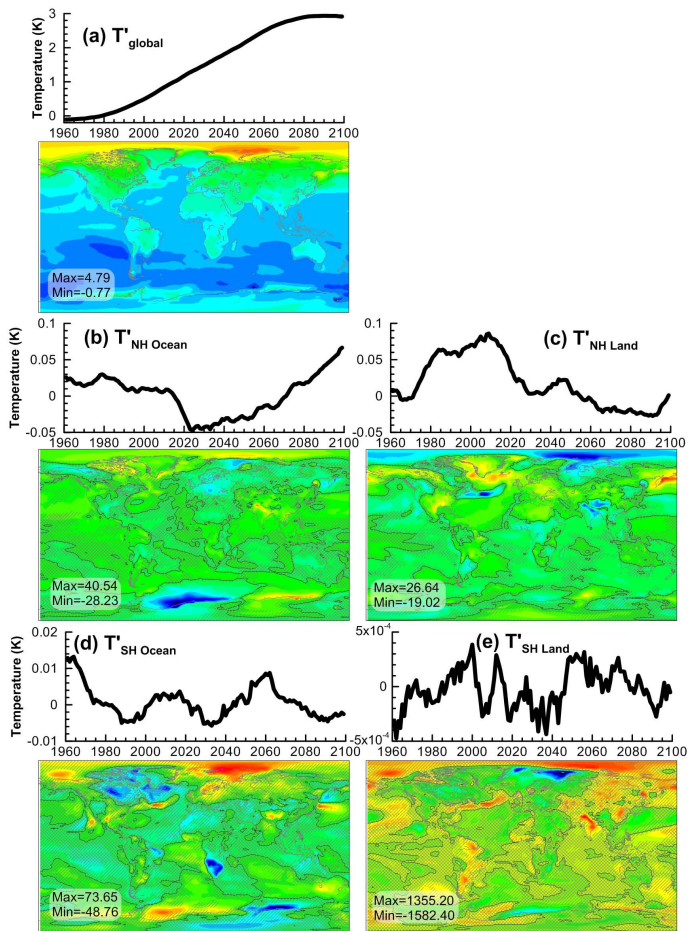 (a) T'global
Temperature (K)
3
2
1
0
1960 1980 2000 2020 2040 2060 2080 2100
Max=4.79
Min=-0.77
(b) T'NH Ocean
Temperature (K)
0.1
0.05
0
-0.05
1960 1980 2000 2020 2040 2060 2080 2100
(c) T'NH Land
0.1
0.05
0
-0.05
1960 1980 2000 2020 2040 2060 2080 2100
Max=40.54
Min=-28.23
Max=26.64
Min=-19.02
(d) T'SH Ocean
Temperature (K)
0.02
0.01
0
-0.01
1960 1980 2000 2020 2040 2060 2080 2100
(e) T'SH Land
5x10-4
0
-5x10-4
1960 1980 2000 2020 2040 2060 2080 2100
Max=73.65
Min=-48.76
Max=1355.20
Min=-1582.40